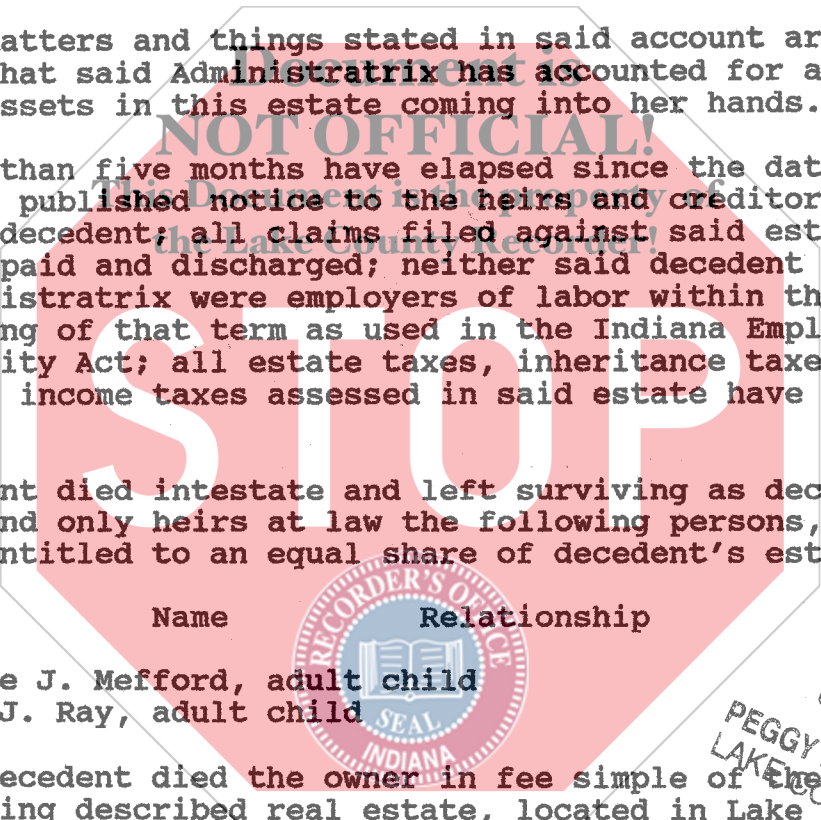 atters and things stated in said account ar
Document is
hat said Administratrix has accounted for a
ssets in this estate coming into her hands.
NOT OFFICIAL!
than five months have elapsed since the dat
This Document is the property of
published notice to the heirs and creditor
decedent; all claims filed against said est
the Lake County Recorder!
paid and discharged; neither said decedent
istratrix were employers of labor within th
ng of that term as used in the Indiana Empl
ity Act; all estate taxes, inheritance taxe
income taxes assessed in said estate have
STOP
nt died intestate and left surviving as dec
nd only heirs at law the following persons,
ntitled to an equal share of decedent's est
RECORDER'S OFFICE
Name Relationship
e J. Mefford, adult child
J. Ray, adult child
SEAL
INDIANA
PEGGY
LAKE CO
ecedent died the owner in fee simple of the
ing described real estate, located in Lake